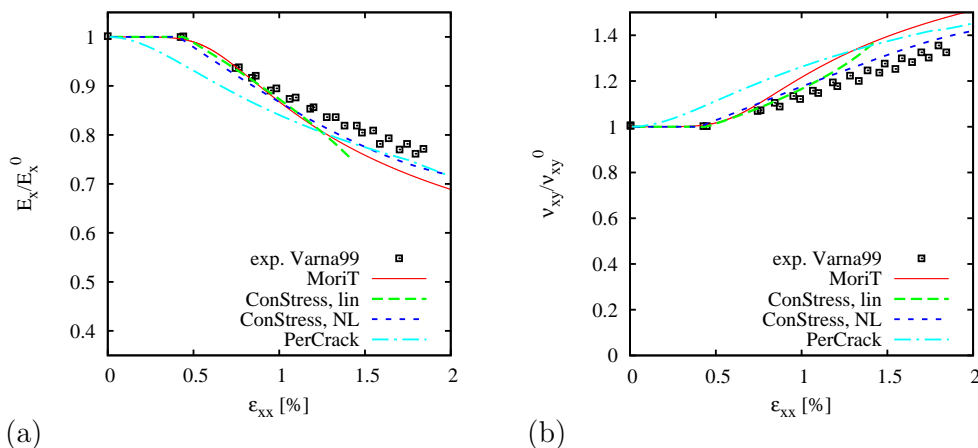 1
0.9
0.8
0.7
0.6
0.5
0.4
E_x/E_x^0
exp. Varna99
MoriT
ConStress, lin
ConStress, NL
PerCrack
0 0.5 1 1.5 2
ε_xx [%]
(a)
1.4
1.2
1
0.8
0.6
0.4
0.2
0
ν_xy/ν_xy^0
exp. Varna99
MoriT
ConStress, lin
ConStress, NL
PerCrack
0 0.5 1 1.5 2
ε_xx [%]
(b)